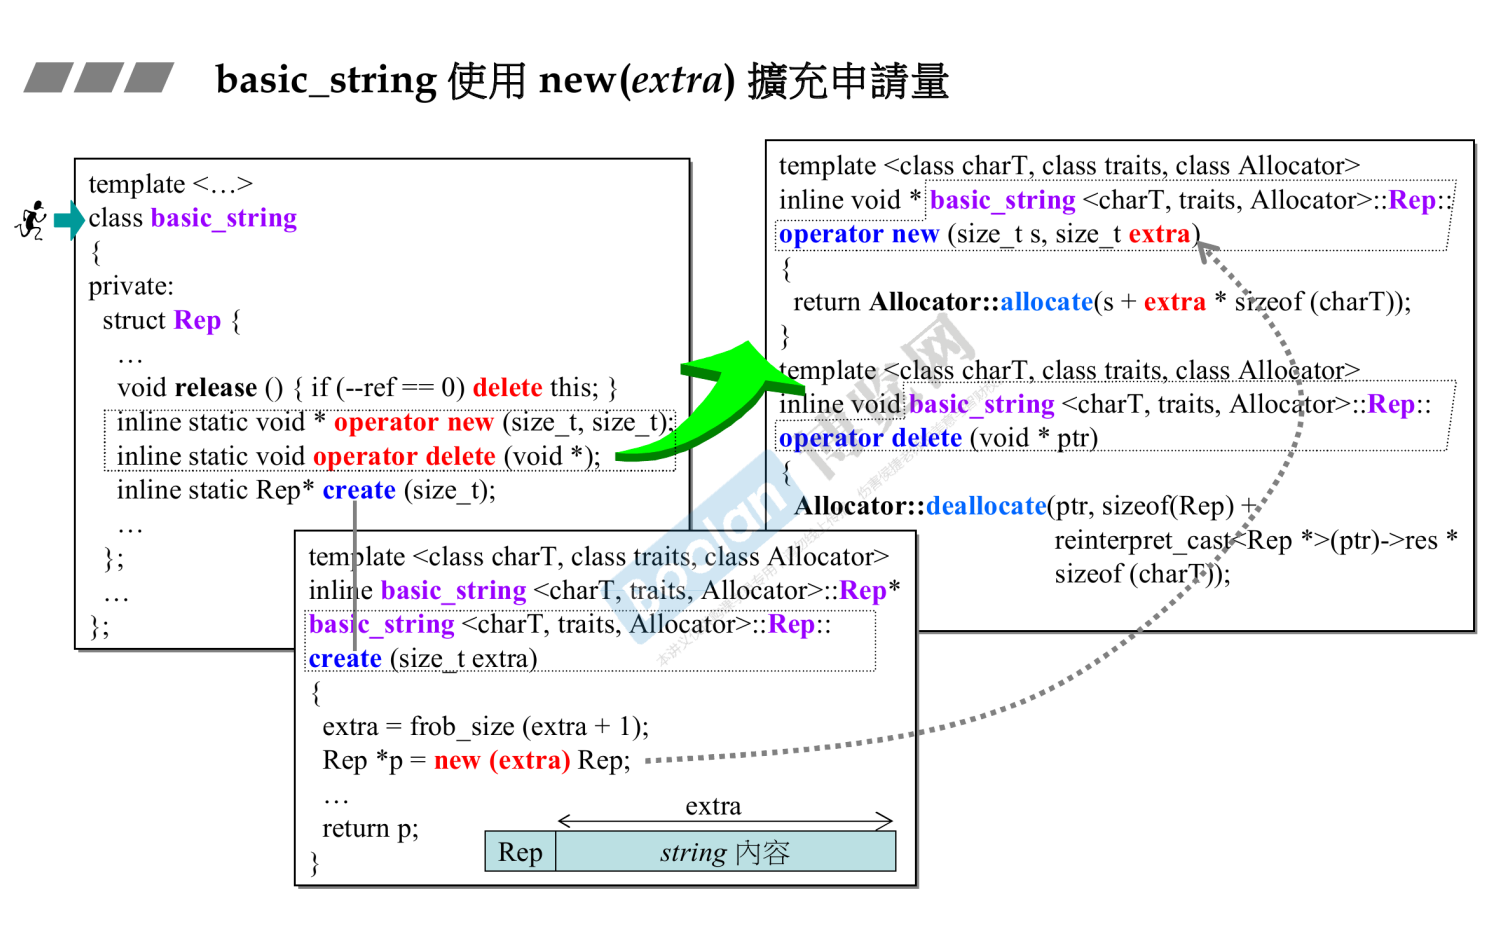 basic_string 使用 new(extra) 擴充申請量
template <…>
class basic_string
{
private:
struct Rep {
…
void release () { if (--ref == 0) delete this; }
inline static void * operator new (size_t, size_t);
inline static void operator delete (void *);
inline static Rep* create (size_t);
…
};
…
};
template <class charT, class traits, class Allocator>
inline void * basic_string <charT, traits, Allocator>::Rep::
operator new (size_t s, size_t extra)
{
return Allocator::allocate(s + extra * sizeof (charT));
}
template <class charT, class traits, class Allocator>
inline void basic_string <charT, traits, Allocator>::Rep::
operator delete (void * ptr)
{
Allocator::deallocate(ptr, sizeof(Rep) +
reinterpret_cast<Rep *>(ptr)->res *
sizeof (charT));
template <class charT, class traits, class Allocator>
inline basic_string <charT, traits, Allocator>::Rep*
basic_string <charT, traits, Allocator>::Rep::
create (size_t extra)
{
extra = frob_size (extra + 1);
Rep *p = new (extra) Rep;
…
return p;
}
extra
Rep string 內容
Boolan 博览网